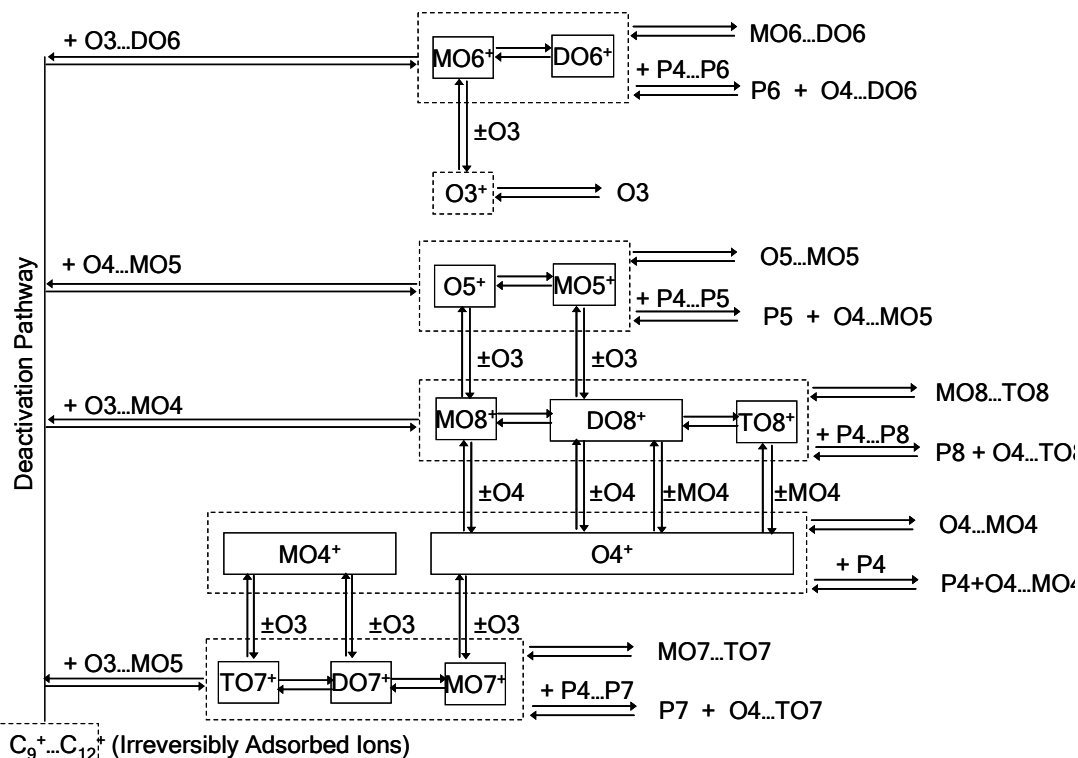 + O3...DO6
MO6⁺
DO6⁺
MO6...DO6
+ P4...P6
P6 + O4...DO6
±O3
O3⁺
O3
Deactivation Pathway
+ O4...MO5
O5⁺
MO5⁺
O5...MO5
+ P4...P5
P5 + O4...MO5
±O3
±O3
+ O3...MO4
MO8⁺
DO8⁺
TO8⁺
MO8...TO8
+ P4...P8
P8 + O4...TO8
±O4
±O4
±MO4
±MO4
MO4⁺
O4⁺
O4...MO4
+ P4
P4+O4...MO4
±O3
±O3
±O3
+ O3...MO5
TO7⁺
DO7⁺
MO7⁺
MO7...TO7
+ P4...P7
P7 + O4...TO7
C₉⁺...C₁₂⁺ (Irreversibly Adsorbed Ions)